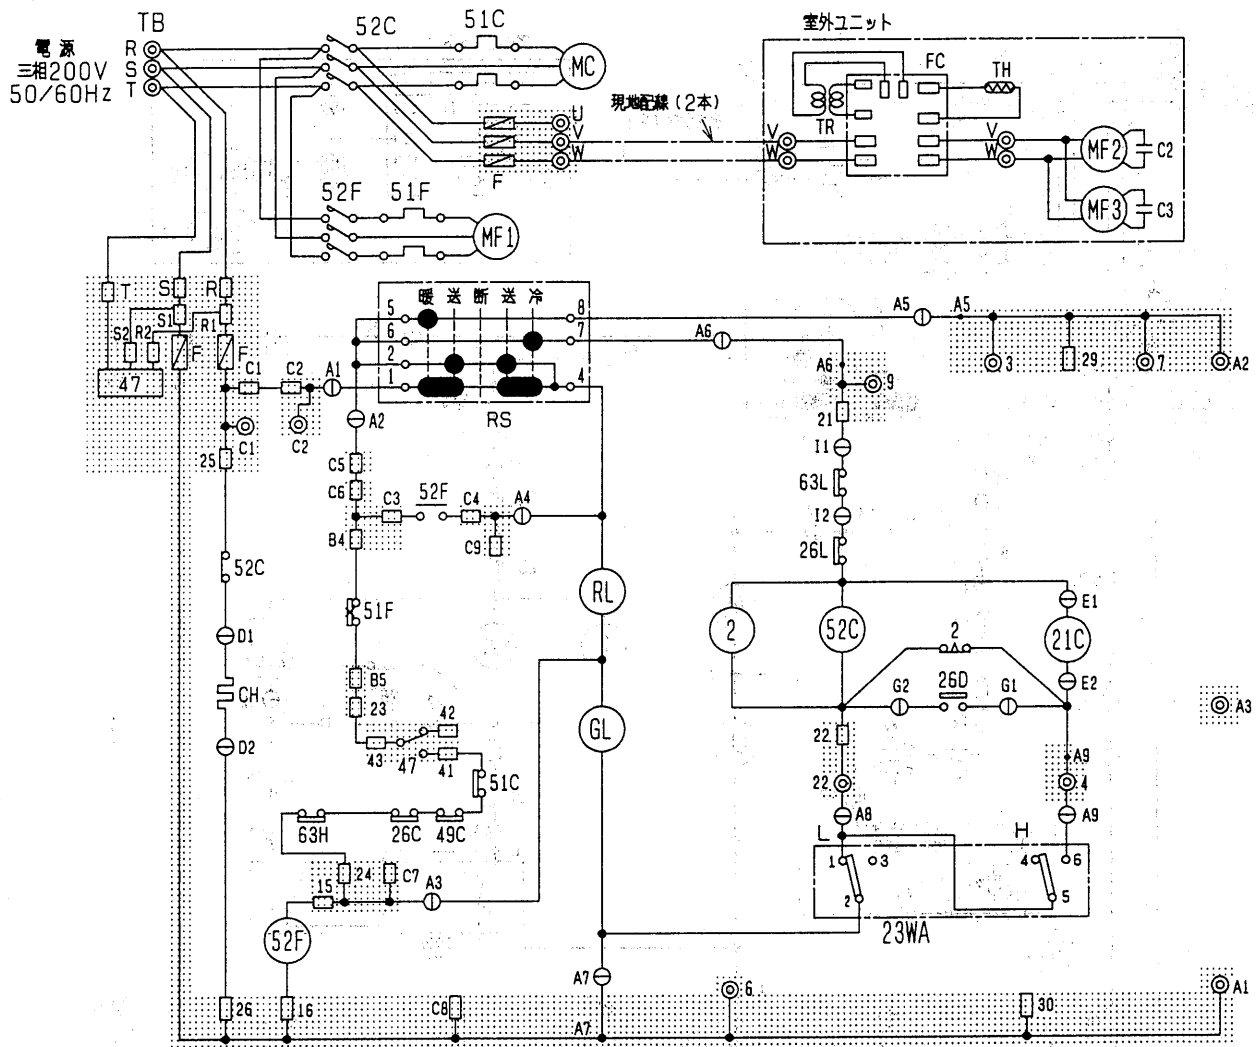 TB
52C
51C
室外ユニット
電源
三相200V
50/60Hz
R
S
T
MC
FC
TH
現地配線(2本)
U
V
W
F
TR
V
W
V
W
MF2
C2
MF3
C3
52F
51F
MF1
T
S
R
S2
R2
S1
R1
F
F
47
暖 送 断 送 冷
5
6
2
1
8
7
4
RS
A5
A5
A6
A6
3
29
7
A2
9
C1
C2
A1
C1
C2
A2
21
I1
63L
I2
26L
25
C5
C6
C3
52F
C4
A4
B4
C9
52C
51F
RL
2
52C
E1
21C
E2
2
26D
G2
G1
D1
CH
D2
B5
23
42
43
47
41
GL
22
22
A9
4
A3
51C
A8
A9
63H
26C
49C
L
H
1
3
2
4
6
5
23WA
24
C7
15
A3
52F
A7
26
16
C8
A7
6
30
A1